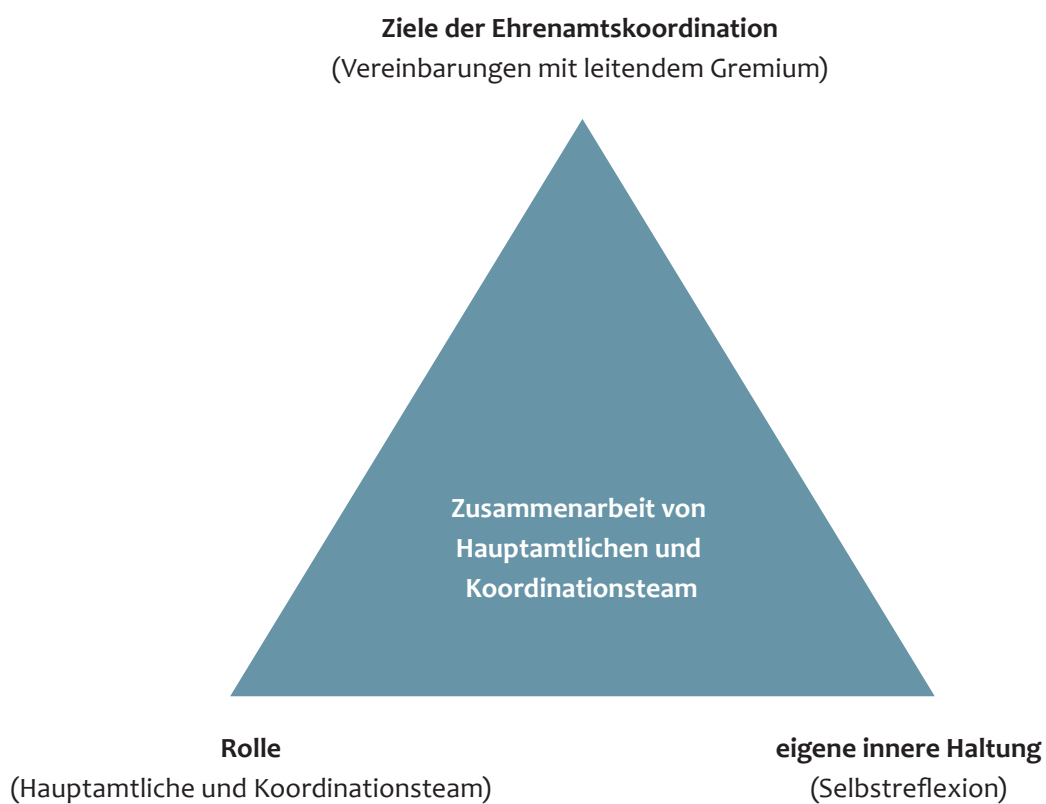 Ziele der Ehrenamtskoordination
(Vereinbarungen mit leitendem Gremium)
Zusammenarbeit von
Hauptamtlichen und
Koordinationsteam
Rolle
(Hauptamtliche und Koordinationsteam)
eigene innere Haltung
(Selbstreflexion)